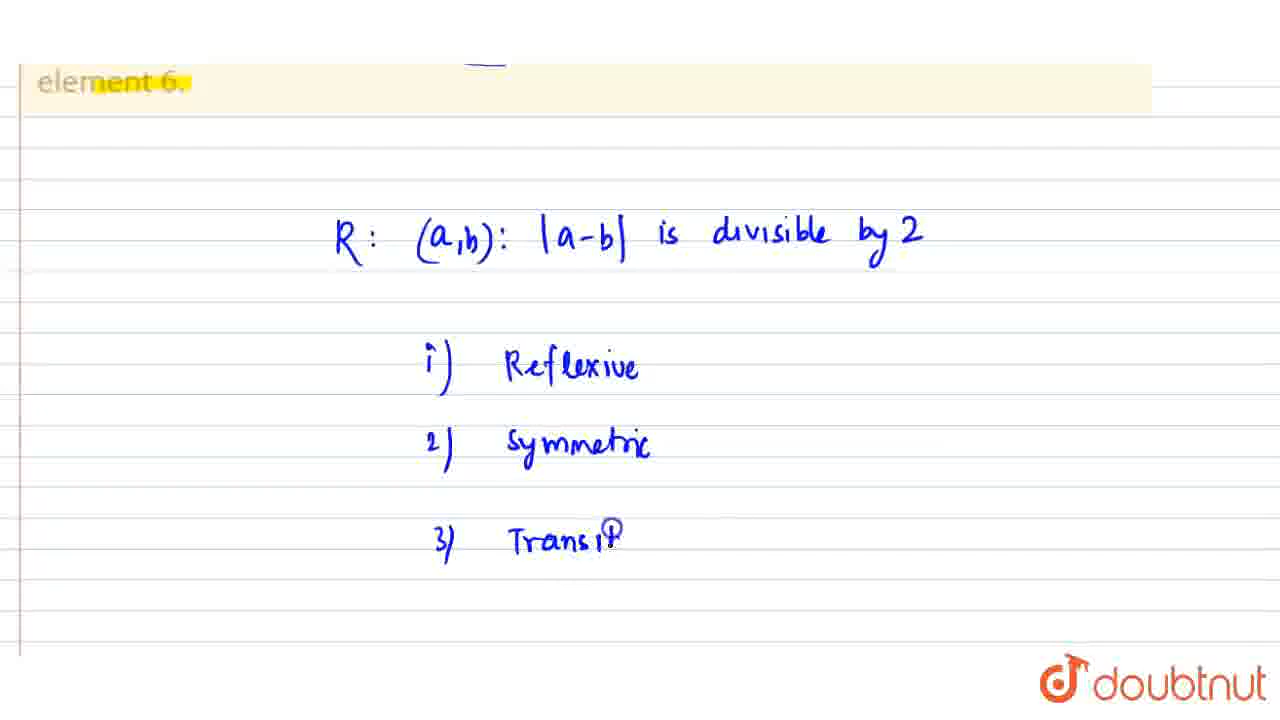 element 6.
R : (a,b) : |a-b| is divisible by 2
i) Reflexive
2) Symmetric
3) Transit
doubtnut